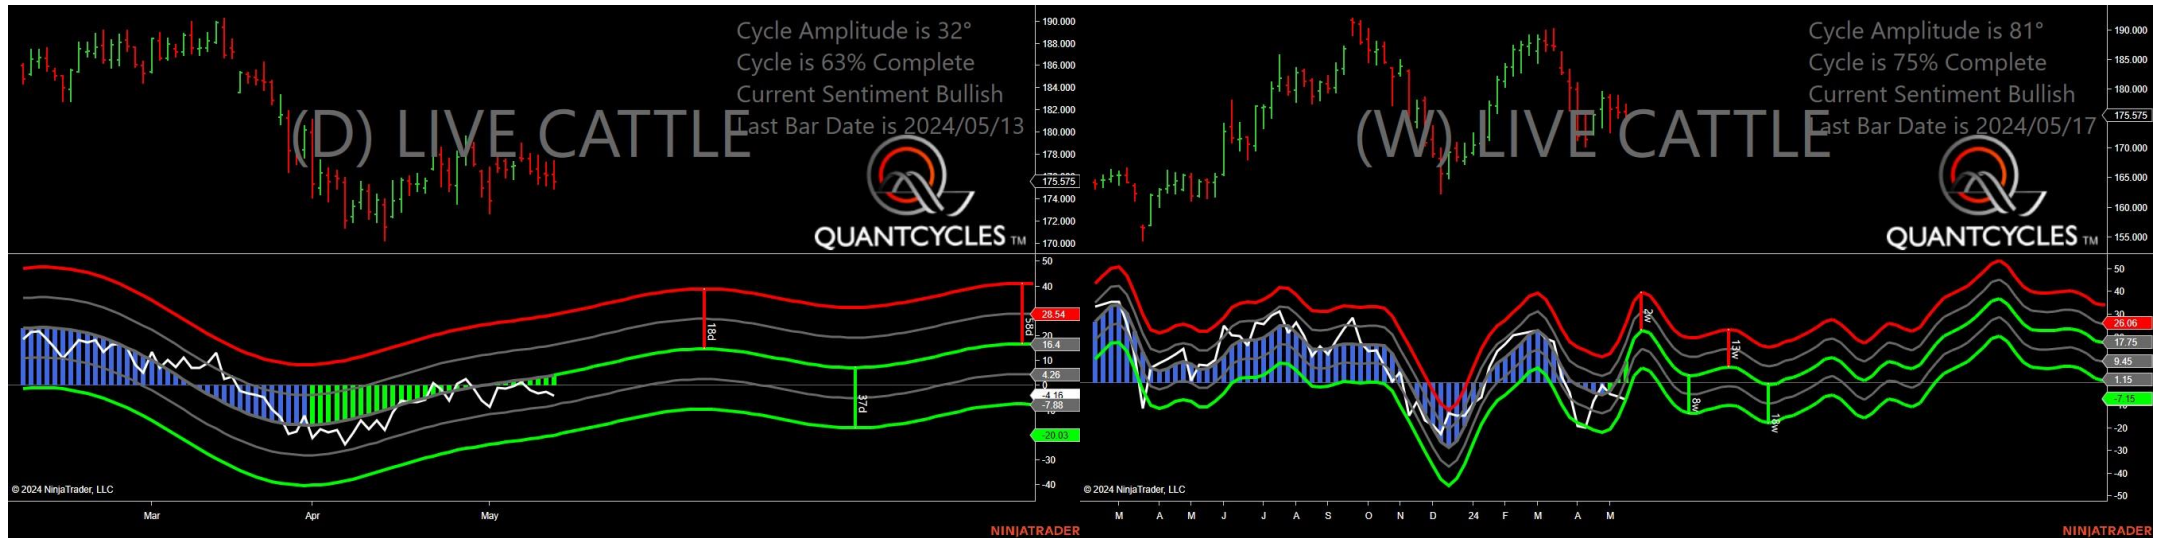 Cycle Amplitude is 32°
Cycle is 63% Complete
Current Sentiment Bullish
Last Bar Date is 2024/05/13
(D) LIVE CATTLE
QUANTCYCLES TM
190.000
188.000
186.000
184.000
182.000
180.000
178.000
175.575
174.000
172.000
170.000
50
40
28.54
20
16.4
10
4.26
0
-4.16
-7.88
-20.03
-30
-40
18d
37d
58d
© 2024 NinjaTrader, LLC
Mar Apr May
NINJATRADER
Cycle Amplitude is 81°
Cycle is 75% Complete
Current Sentiment Bullish
Last Bar Date is 2024/05/17
(W) LIVE CATTLE
QUANTCYCLES TM
190.000
185.000
180.000
175.575
170.000
165.000
160.000
155.000
50
40
30
26.06
17.75
9.45
1.15
-7.15
-20
-30
-40
-50
2w
13w
8w
18w
© 2024 NinjaTrader, LLC
M A M J J A S O N D 24 F M A M
NINJATRADER